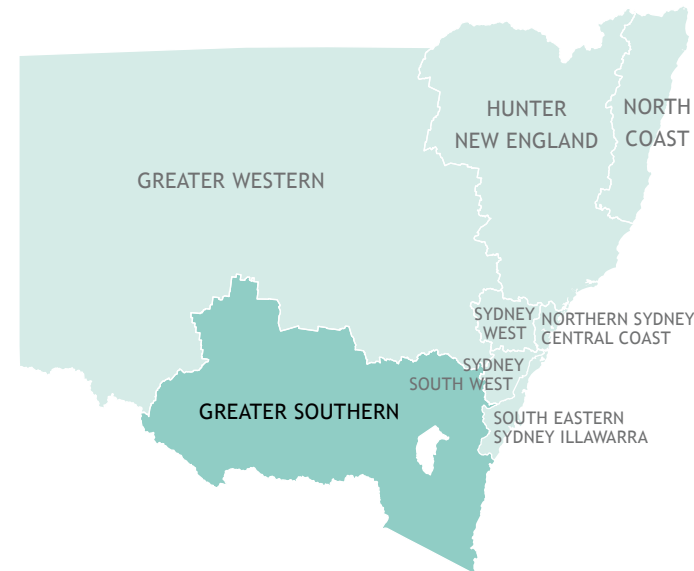 HUNTER
NEW ENGLAND
NORTH
COAST
GREATER WESTERN
SYDNEY
WEST
NORTHERN SYDNEY
CENTRAL COAST
SYDNEY
SOUTH WEST
GREATER SOUTHERN
SOUTH EASTERN
SYDNEY ILLAWARRA